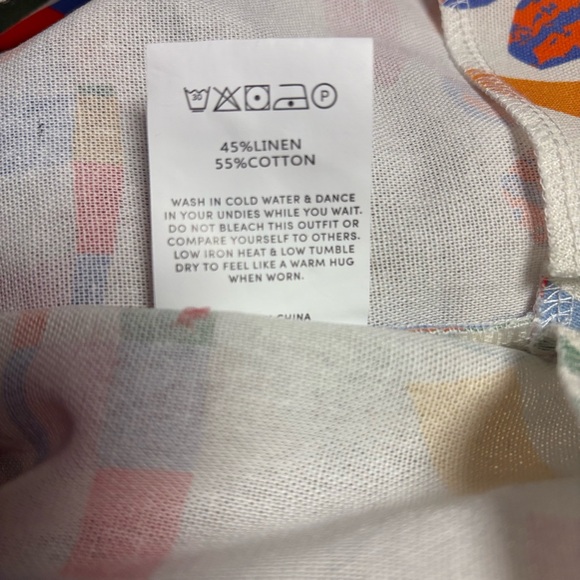 30 P
45%LINEN
55%COTTON
WASH IN COLD WATER & DANCE
IN YOUR UNDIES WHILE YOU WAIT.
DO NOT BLEACH THIS OUTFIT OR
COMPARE YOURSELF TO OTHERS.
LOW IRON HEAT & LOW TUMBLE
DRY TO FEEL LIKE A WARM HUG
WHEN WORN.
CHINA